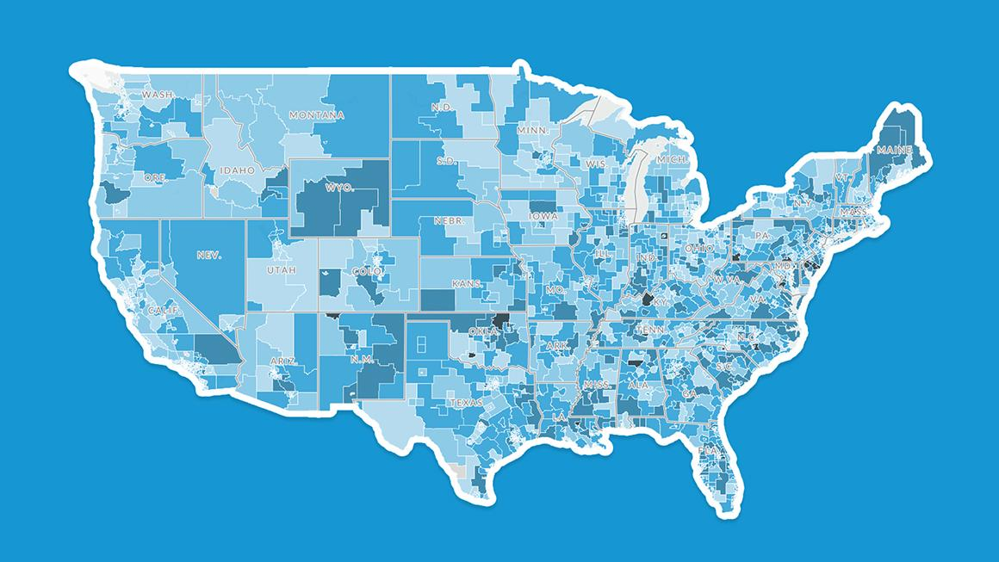 WASH.
MONTANA
N.D.
MINN.
MAINE
ORE.
IDAHO
WYO.
S.D.
WIS.
MICH.
VT.
N.Y.
MASS.
NEV.
UTAH
COLO.
NEBR.
IOWA
ILL.
IND.
OHIO
PA.
MD.
CALIF.
KANS.
MO.
KY.
W.VA.
VA.
ARIZ.
N.M.
OKLA.
ARK.
TENN.
N.C.
TEXAS
LA.
MISS.
ALA.
GA.
S.C.
FLA.